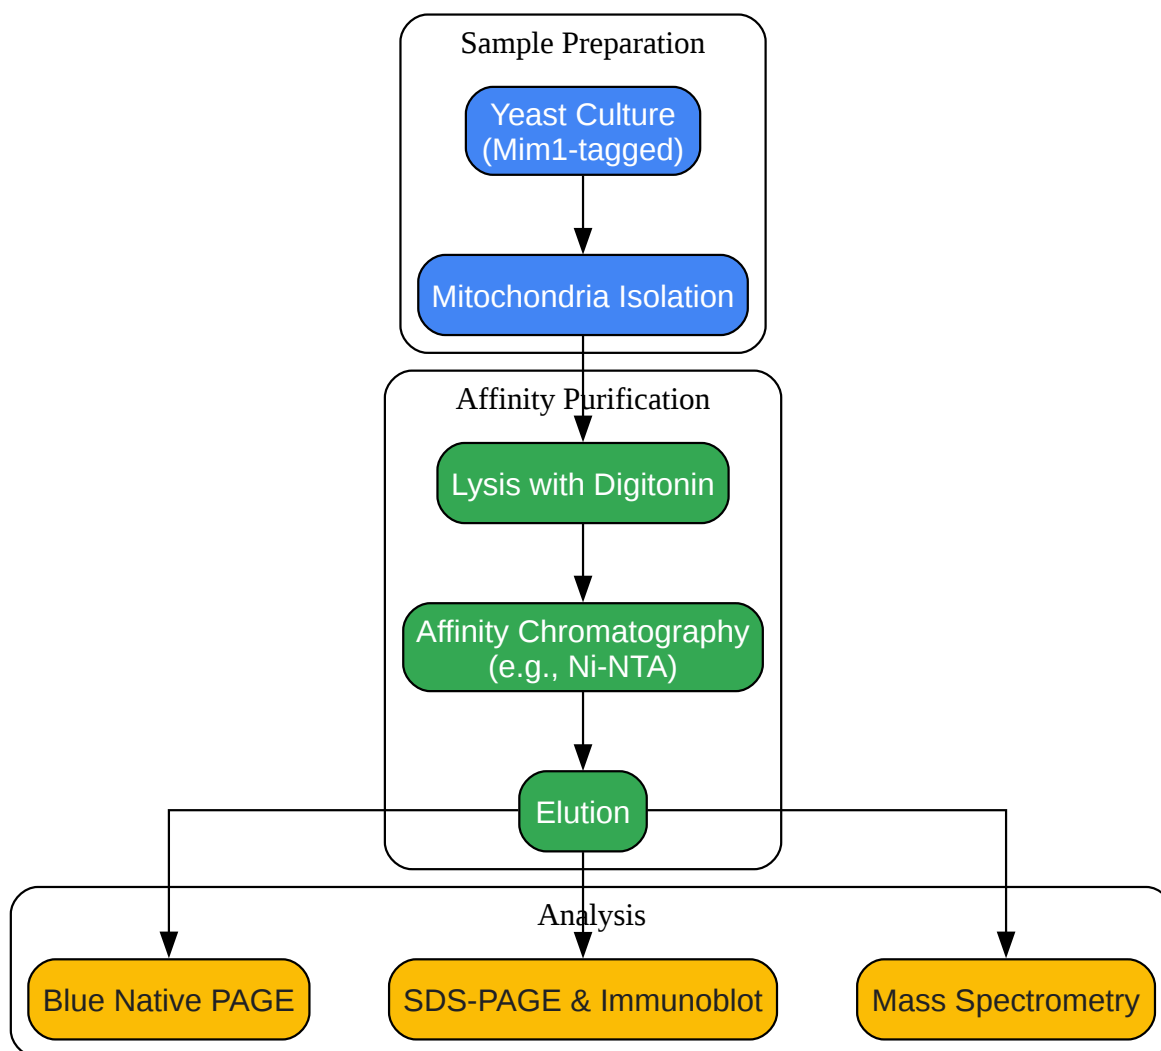 Sample Preparation
Yeast Culture
(Mim1-tagged)
Mitochondria Isolation
Affinity Purification
Lysis with Digitonin
Affinity Chromatography
(e.g., Ni-NTA)
Elution
Analysis
Blue Native PAGE
SDS-PAGE & Immunoblot
Mass Spectrometry